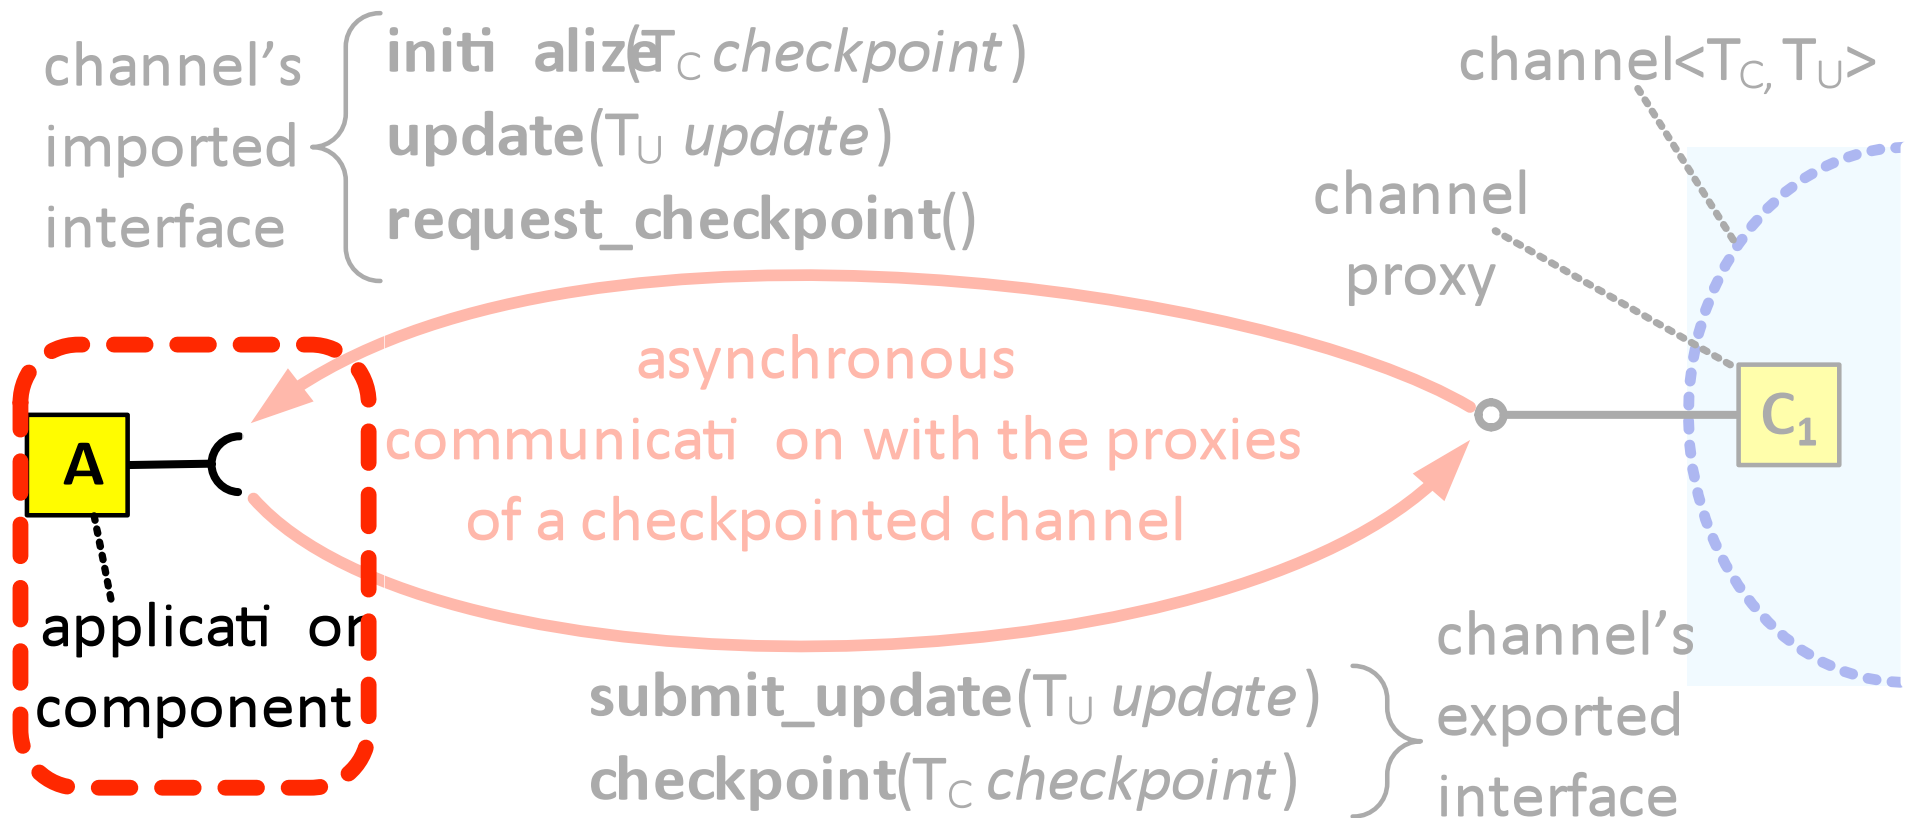 channel's
imported
interface
initi alize(TC checkpoint)
update(TU update)
request_checkpoint()
channel<TC, TU>
channel
proxy
asynchronous
communicati on with the proxies
of a checkpointed channel
A
C1
applicati on
component
submit_update(TU update)
checkpoint(TC checkpoint)
channel's
exported
interface